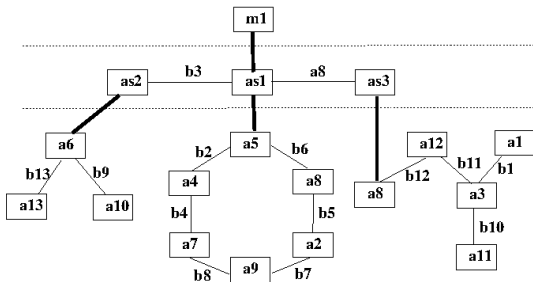 m1
b3 a8
as2 as1 as3
a6 a5 a12 a1
b2 b6 b11 b1
b13 b9 b12
a4 a8 a8 a3
a13 a10
b4 b5 b10
a7 a2 a11
b8 a9 b7